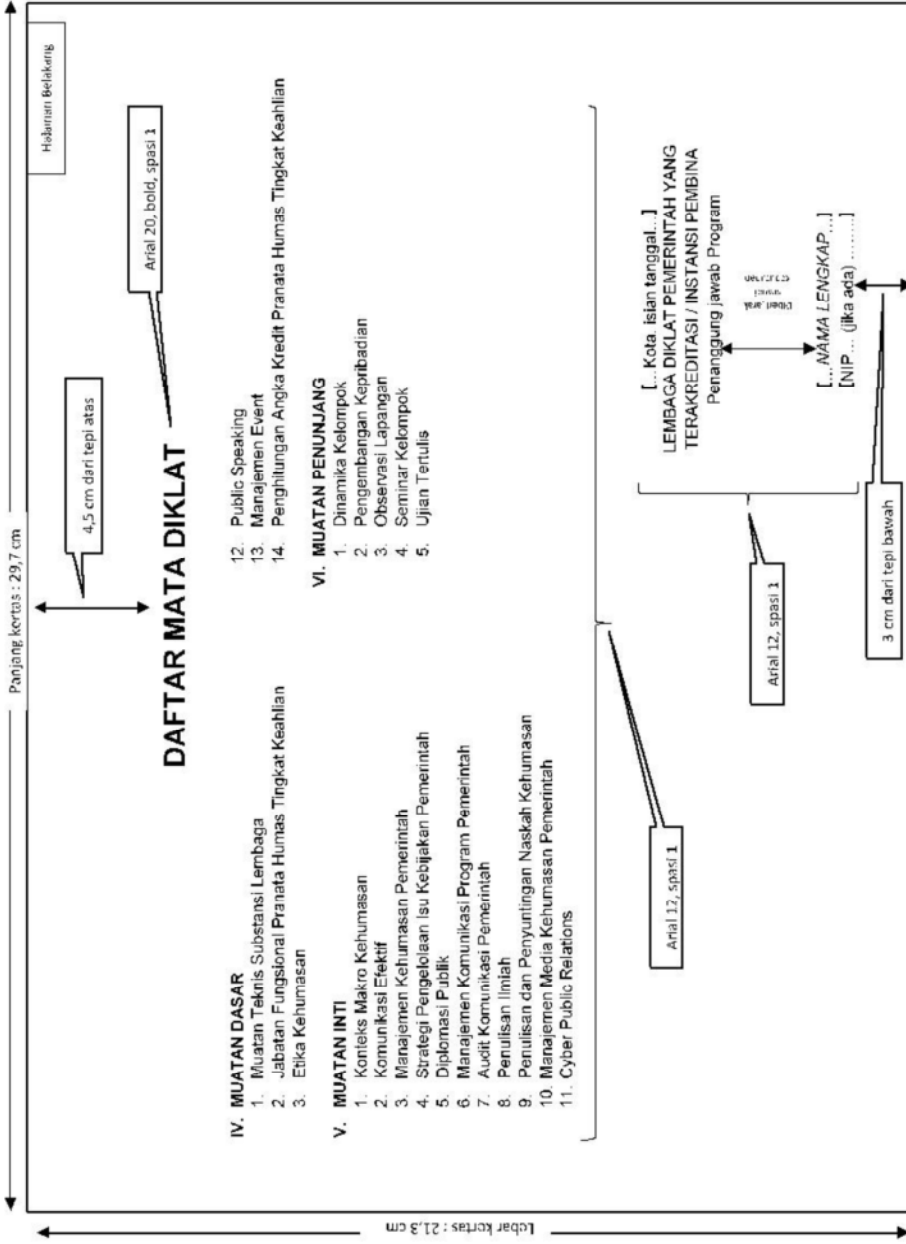 Panjang kertas : 29,7 cm
Halaman Belakang
4,5 cm dari tepi atas
Arial 20, bold, spasi 1
DAFTAR MATA DIKLAT
IV. MUATAN DASAR
1. Muatan Teknis Substansi Lembaga
2. Jabatan Fungsional Pranata Humas Tingkat Keahlian
3. Etika Kehumasan
V. MUATAN INTI
1. Konteks Makro Kehumasan
2. Komunikasi Efektif
3. Manajemen Kehumasan Pemerintah
4. Strategi Pengelolaan Isu Kebijakan Pemerintah
5. Diplomasi Publik
6. Manajemen Komunikasi Program Pemerintah
7. Audit Komunikasi Pemerintah
8. Penulisan Ilmiah
9. Penulisan dan Penyuntingan Naskah Kehumasan
10. Manajemen Media Kehumasan Pemerintah
11. Cyber Public Relations
12. Public Speaking
13. Manajemen Event
14. Penghitungan Angka Kredit Pranata Humas Tingkat Keahlian
VI. MUATAN PENUNJANG
1. Dinamika Kelompok
2. Pengembangan Kepribadian
3. Observasi Lapangan
4. Seminar Kelompok
5. Ujian Tertulis
Arial 12, spasi 1
[... Kota, isian tanggal...]
LEMBAGA DIKLAT PEMERINTAH YANG
TERAKREDITASI / INSTANSI PEMBINA
Penanggung jawab Program
Diberi jarak
sesuai
Arial 12, spasi 1
[... NAMA LENGKAP ...]
[NIP.... (jika ada) .........]
3 cm dari tepi bawah
Lebar kertas : 21,3 cm